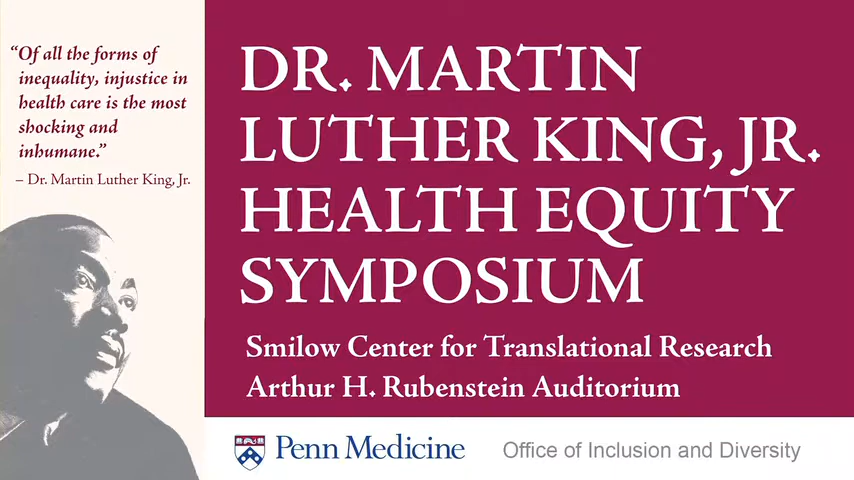 “Of all the forms of
inequality, injustice in
health care is the most
shocking and
inhumane.”
– Dr. Martin Luther King, Jr.
DR. MARTIN
LUTHER KING, JR.
HEALTH EQUITY
SYMPOSIUM
Smilow Center for Translational Research
Arthur H. Rubenstein Auditorium
Penn Medicine
Office of Inclusion and Diversity